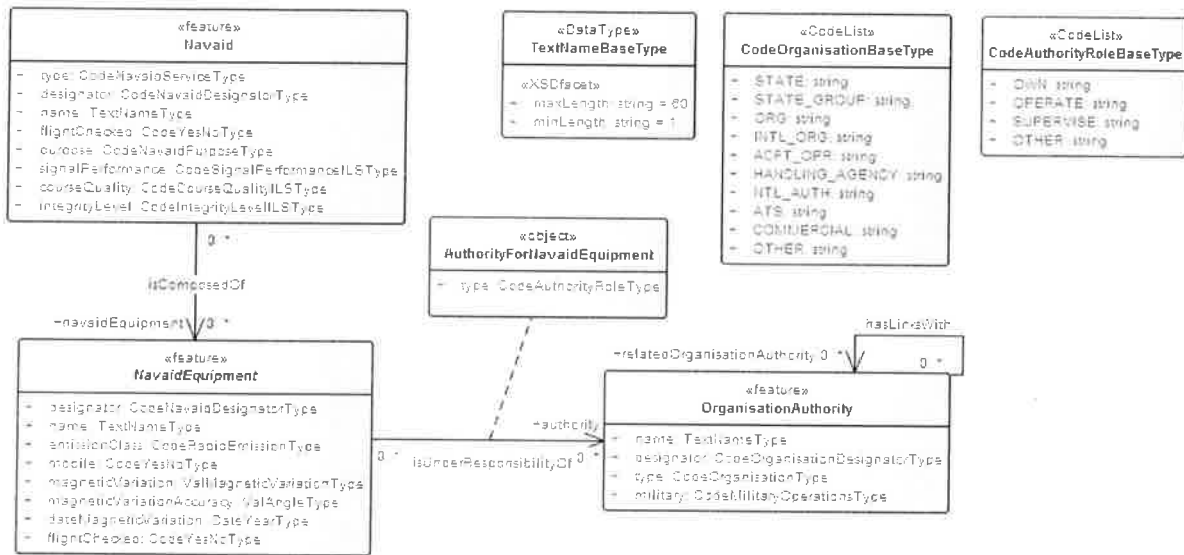 «feature»
Navaid
- type: CodeNavaidServiceType
- designator: CodeNavaidDesignatorType
- name: TextNameType
- flightChecked: CodeYesNoType
- purpose: CodeNavaidPurposeType
- signalPerformance: CodeSignalPerformanceILSType
- courseQuality: CodeCourseQualityILSType
- integrityLevel: CodeIntegrityLevelILSType
«DataType»
TextNameBaseType
«XSDfacet»
- maxLength: string = 60
- minLength: string = 1
«CodeList»
CodeOrganisationBaseType
- STATE: string
- STATE_GROUP: string
- ORG: string
- INTL_ORG: string
- ACFT_OPR: string
- HANDLING_AGENCY: string
- NTL_AUTH: string
- ATS: string
- COMMERCIAL: string
- OTHER: string
«CodeList»
CodeAuthorityRoleBaseType
- OWN: string
- OPERATE: string
- SUPERVISE: string
- OTHER: string
0..*
isComposedOf
~navaidEquipment 0..*
«object»
AuthorityForNavaidEquipment
- type: CodeAuthorityRoleType
hasLinksWith
~relatedOrganisationAuthority 0..*
0..*
«feature»
NavaidEquipment
- designator: CodeNavaidDesignatorType
- name: TextNameType
- emissionClass: CodeRadioEmissionType
- mobile: CodeYesNoType
- magneticVariation: ValMagneticVariationType
- magneticVariationAccuracy: ValAngleType
- dateMagneticVariation: DateYearType
- flightChecked: CodeYesNoType
~authority
0..* isUnderResponsibilityOf 0..*
«feature»
OrganisationAuthority
- name: TextNameType
- designator: CodeOrganisationDesignatorType
- type: CodeOrganisationType
- military: CodeMilitaryOperationsType